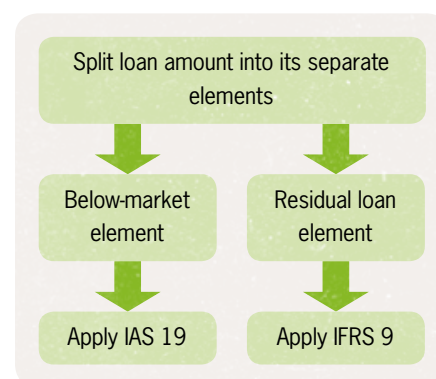 Split loan amount into its separate
elements
Below-market
element
Residual loan
element
Apply IAS 19
Apply IFRS 9